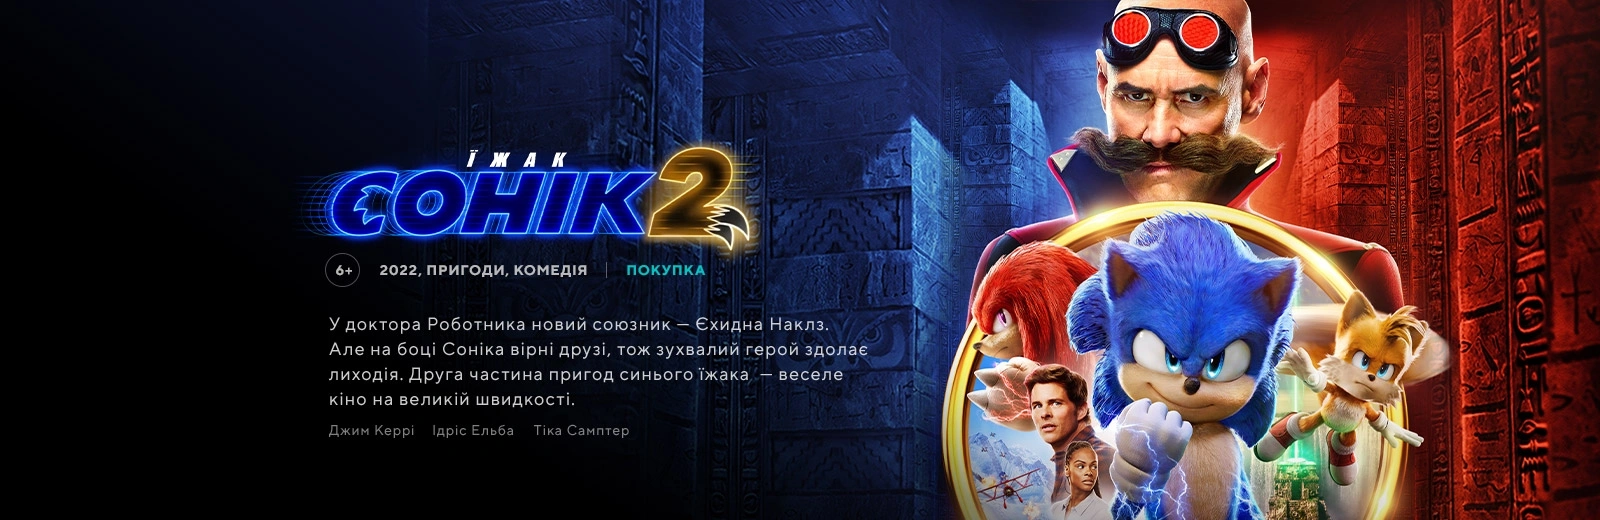 ЇЖАК
СОНІК 2
6+ 2022, ПРИГОДИ, КОМЕДІЯ | ПОКУПКА
У доктора Роботника новий союзник — Єхидна Наклз.
Але на боці Соніка вірні друзі, тож зухвалий герой здолає
лиходія. Друга частина пригод синього їжака — веселе
кіно на великій швидкості.
Джим Керрі Ідріс Ельба Тіка Самптер